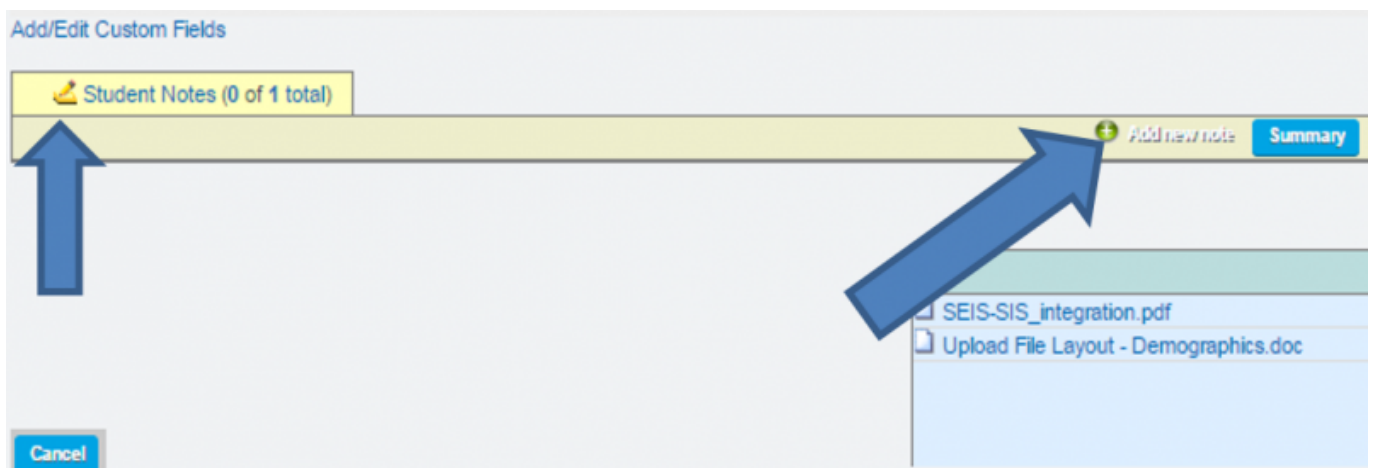 Add/Edit Custom Fields
Student Notes (0 of 1 total)
Add new note Summary
SEIS-SIS_integration.pdf
Upload File Layout - Demographics.doc
Cancel